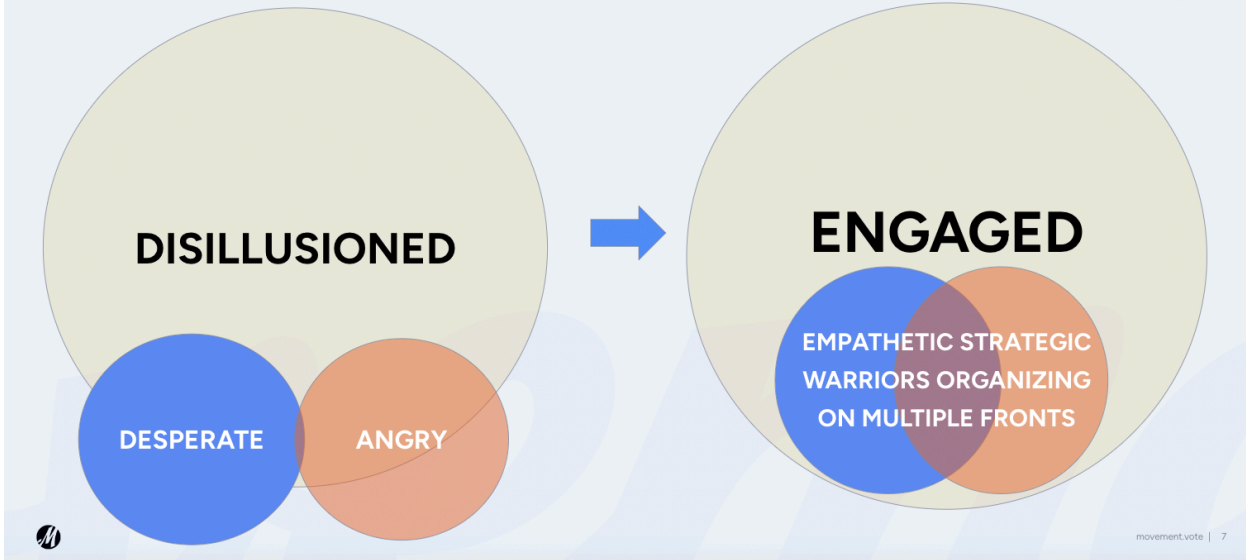 DISILLUSIONED
DESPERATE
ANGRY
ENGAGED
EMPATHETIC STRATEGIC
WARRIORS ORGANIZING
ON MULTIPLE FRONTS
M
movement.vote | 7